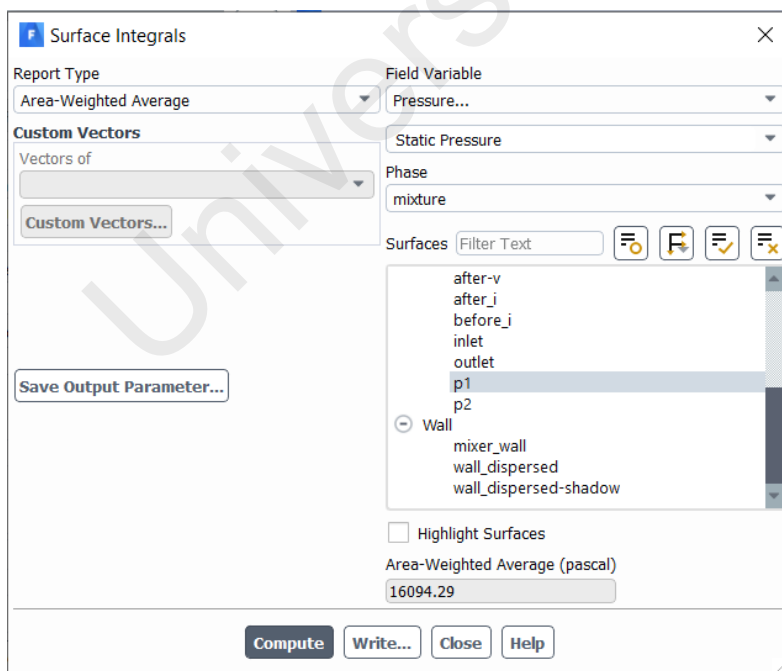 F Surface Integrals
Report Type
Area-Weighted Average
Custom Vectors
Vectors of
Custom Vectors...
Save Output Parameter...
Field Variable
Pressure...
Static Pressure
Phase
mixture
Surfaces Filter Text
after-v
after_i
before_i
inlet
outlet
p1
p2
Wall
mixer_wall
wall_dispersed
wall_dispersed-shadow
Highlight Surfaces
Area-Weighted Average (pascal)
16094.29
Compute Write... Close Help
Univers